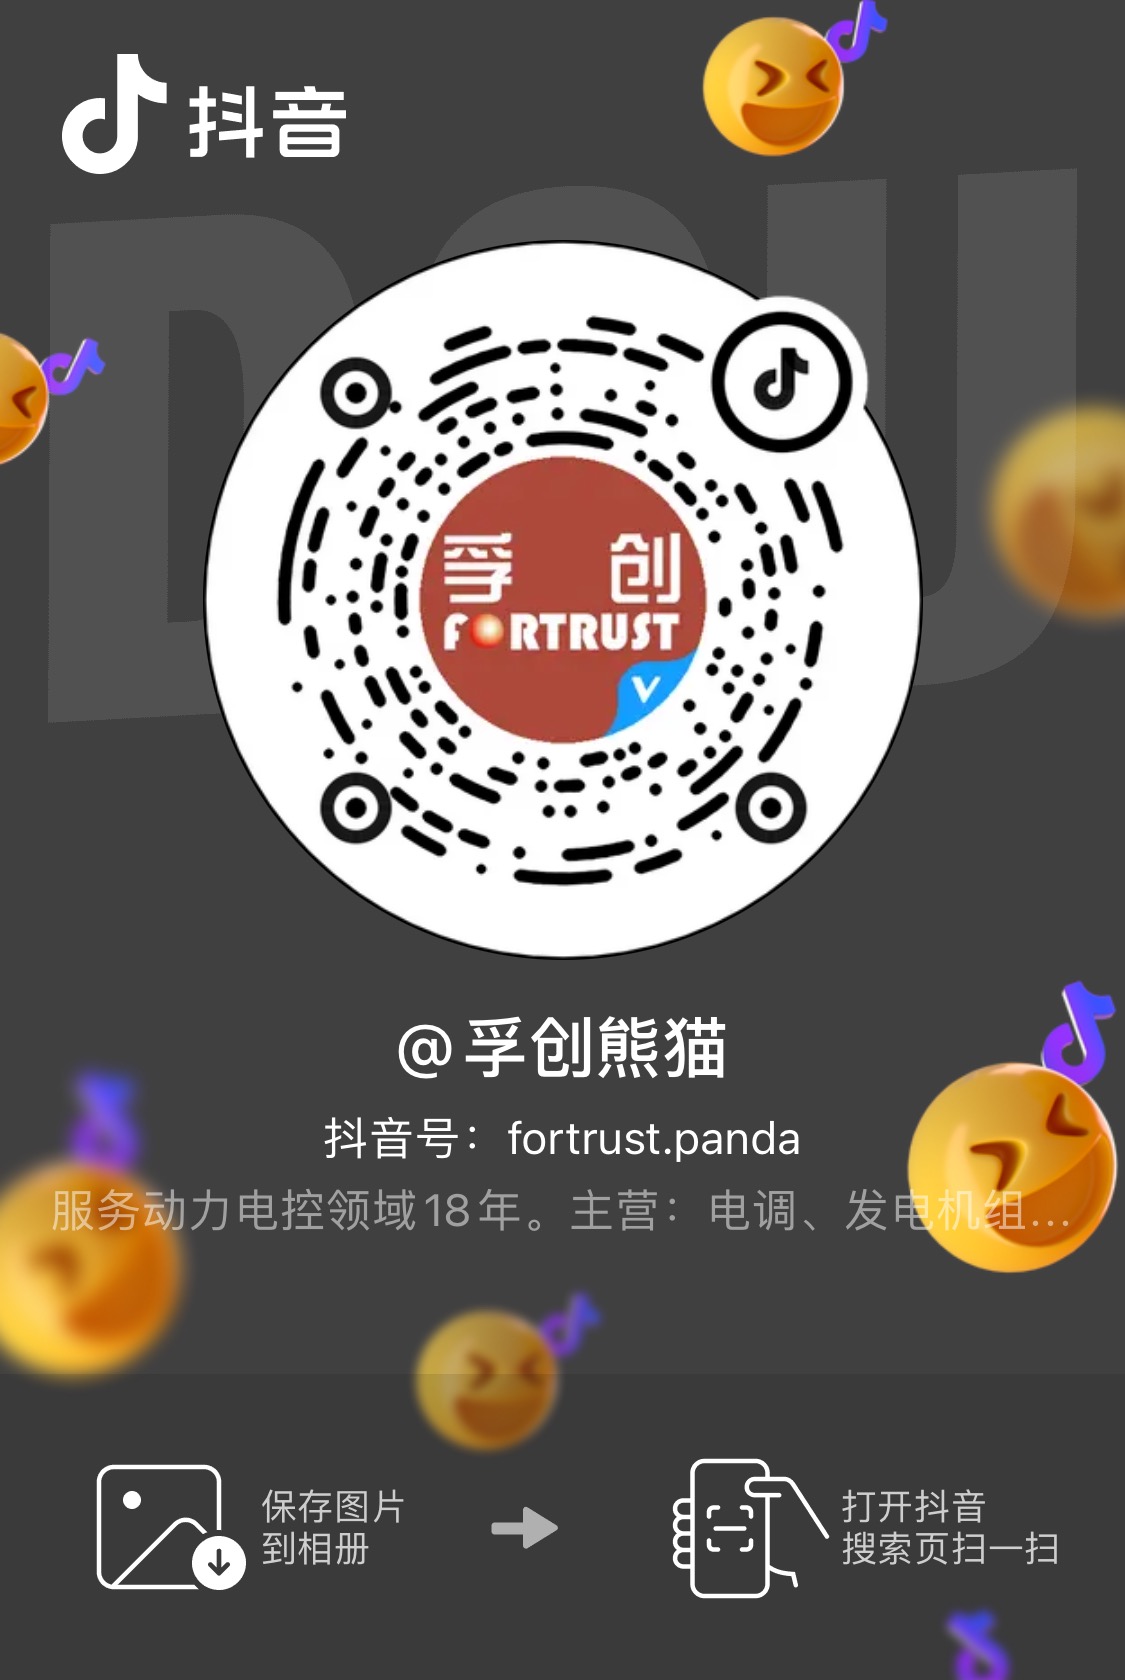 抖音
DOU
孚创
FORTRUST
@孚创熊猫
抖音号：fortrust.panda
服务动力电控领域18年。主营：电调、发电机组...
保存图片
到相册
打开抖音
搜索页扫一扫